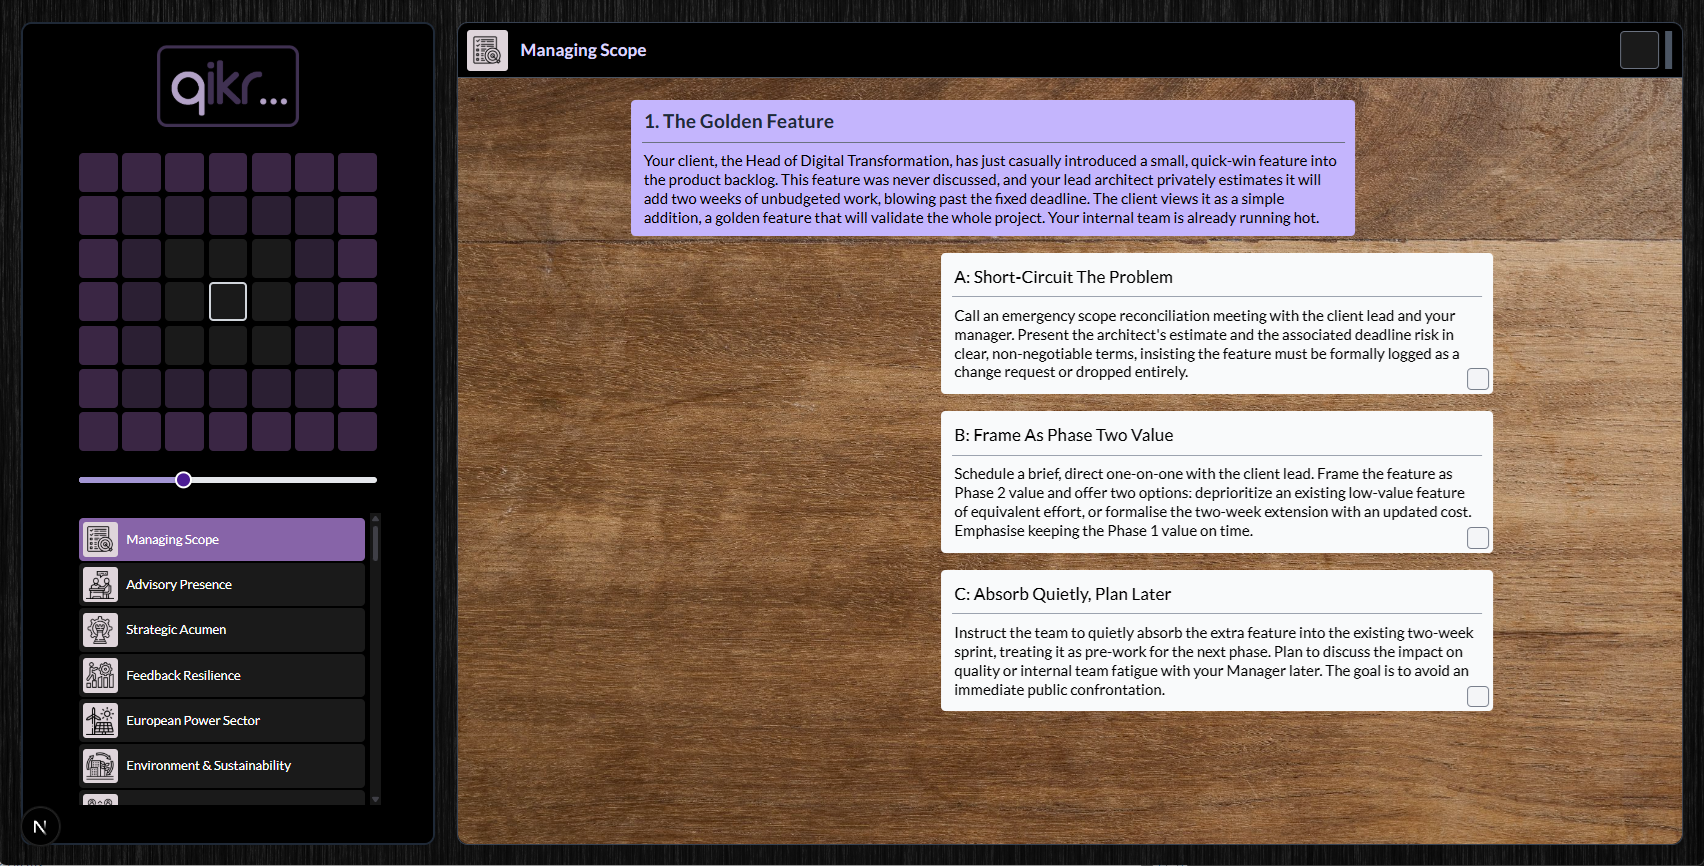 qikr...
Managing Scope
Advisory Presence
Strategic Acumen
Feedback Resilience
European Power Sector
Environment & Sustainability
N
Managing Scope
1. The Golden Feature
Your client, the Head of Digital Transformation, has just casually introduced a small, quick-win feature into
the product backlog. This feature was never discussed, and your lead architect privately estimates it will
add two weeks of unbudgeted work, blowing past the fixed deadline. The client views it as a simple
addition, a golden feature that will validate the whole project. Your internal team is already running hot.
A: Short-Circuit The Problem
Call an emergency scope reconciliation meeting with the client lead and your
manager. Present the architect's estimate and the associated deadline risk in
clear, non-negotiable terms, insisting the feature must be formally logged as a
change request or dropped entirely.
B: Frame As Phase Two Value
Schedule a brief, direct one-on-one with the client lead. Frame the feature as
Phase 2 value and offer two options: deprioritize an existing low-value feature
of equivalent effort, or formalise the two-week extension with an updated cost.
Emphasise keeping the Phase 1 value on time.
C: Absorb Quietly, Plan Later
Instruct the team to quietly absorb the extra feature into the existing two-week
sprint, treating it as pre-work for the next phase. Plan to discuss the impact on
quality or internal team fatigue with your Manager later. The goal is to avoid an
immediate public confrontation.